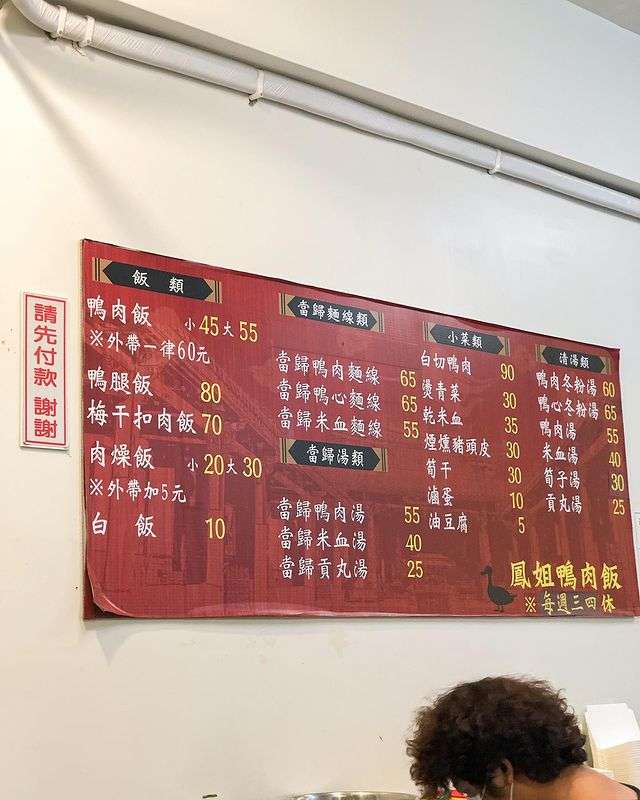 請先付款 謝謝
飯 類
鴨肉飯 小45大55
※外帶一律60元
鴨腿飯 80
梅干扣肉飯 70
肉燥飯 小20大30
※外帶加5元
白 飯 10
當歸麵線類
當歸鴨肉麵線 65
當歸鴨心麵線 65
當歸米血麵線 55
當歸湯類
當歸鴨肉湯 55
當歸米血湯 40
當歸貢丸湯 25
小菜類
白切鴨肉 90
燙青菜 30
乾米血 35
煙燻豬頭皮 30
筍干 30
滷蛋 10
油豆腐 5
清湯類
鴨肉冬粉湯 60
鴨心冬粉湯 65
鴨肉湯 55
米血湯 40
筍子湯 30
貢丸湯 25
鳳姐鴨肉飯
※每週三四休